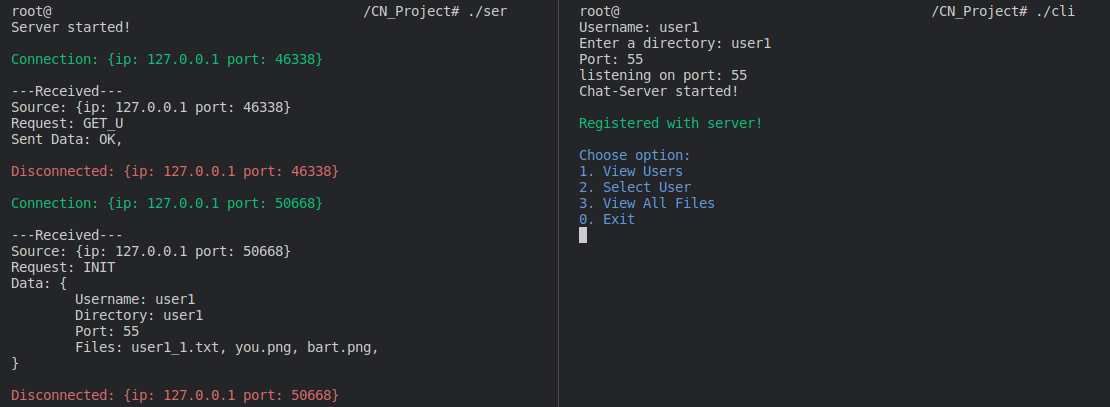 root@ /CN_Project# ./ser
Server started!
Connection: {ip: 127.0.0.1 port: 46338}
---Received---
Source: {ip: 127.0.0.1 port: 46338}
Request: GET_U
Sent Data: OK,
Disconnected: {ip: 127.0.0.1 port: 46338}
Connection: {ip: 127.0.0.1 port: 50668}
---Received---
Source: {ip: 127.0.0.1 port: 50668}
Request: INIT
Data: {
Username: user1
Directory: user1
Port: 55
Files: user1_1.txt, you.png, bart.png,
}
Disconnected: {ip: 127.0.0.1 port: 50668}
root@ /CN_Project# ./cli
Username: user1
Enter a directory: user1
Port: 55
listening on port: 55
Chat-Server started!
Registered with server!
Choose option:
1. View Users
2. Select User
3. View All Files
0. Exit